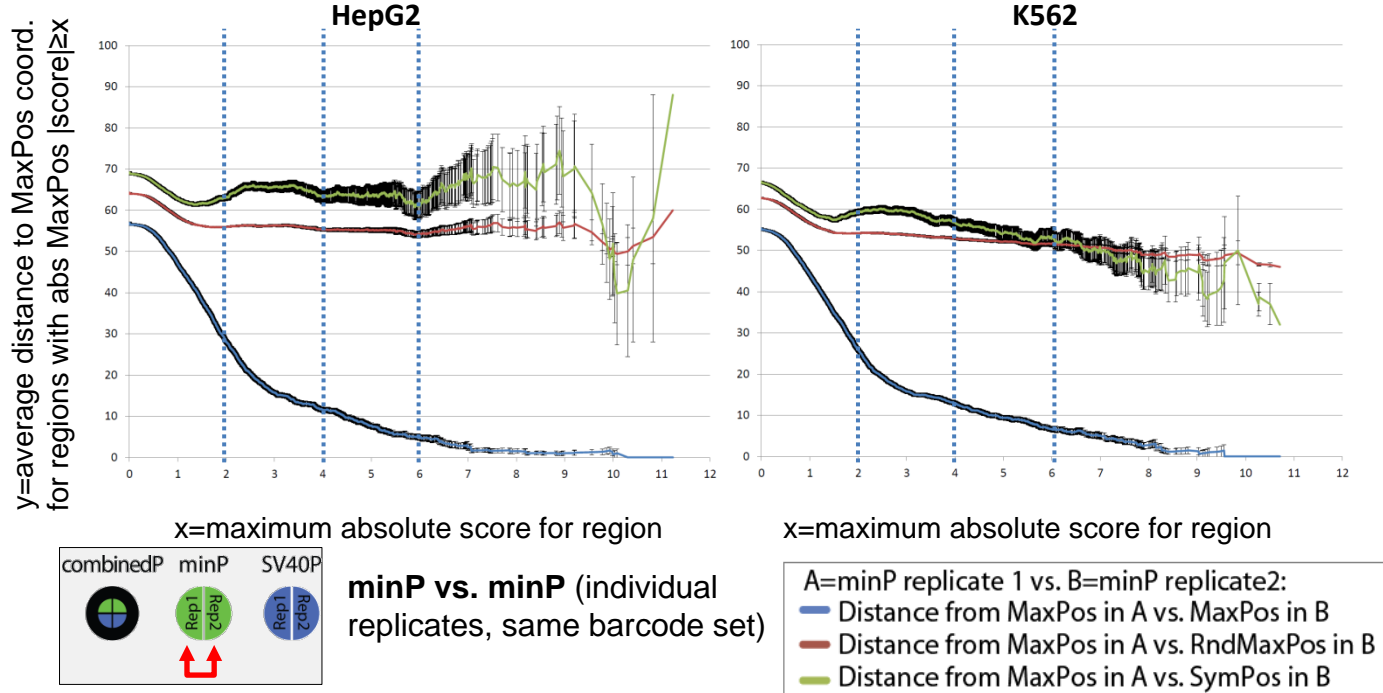 HepG2
K562
y=average distance to MaxPos coord.
for regions with abs MaxPos |score|≥x
100
90
80
70
60
50
40
30
20
10
0
0 1 2 3 4 5 6 7 8 9 10 11 12
100
90
80
70
60
50
40
30
20
10
0
0 1 2 3 4 5 6 7 8 9 10 11 12
x=maximum absolute score for region
x=maximum absolute score for region
combinedP minP SV40P
Rep1 Rep2
Rep1 Rep2
minP vs. minP (individual
replicates, same barcode set)
A=minP replicate 1 vs. B=minP replicate2:
Distance from MaxPos in A vs. MaxPos in B
Distance from MaxPos in A vs. RndMaxPos in B
Distance from MaxPos in A vs. SymPos in B